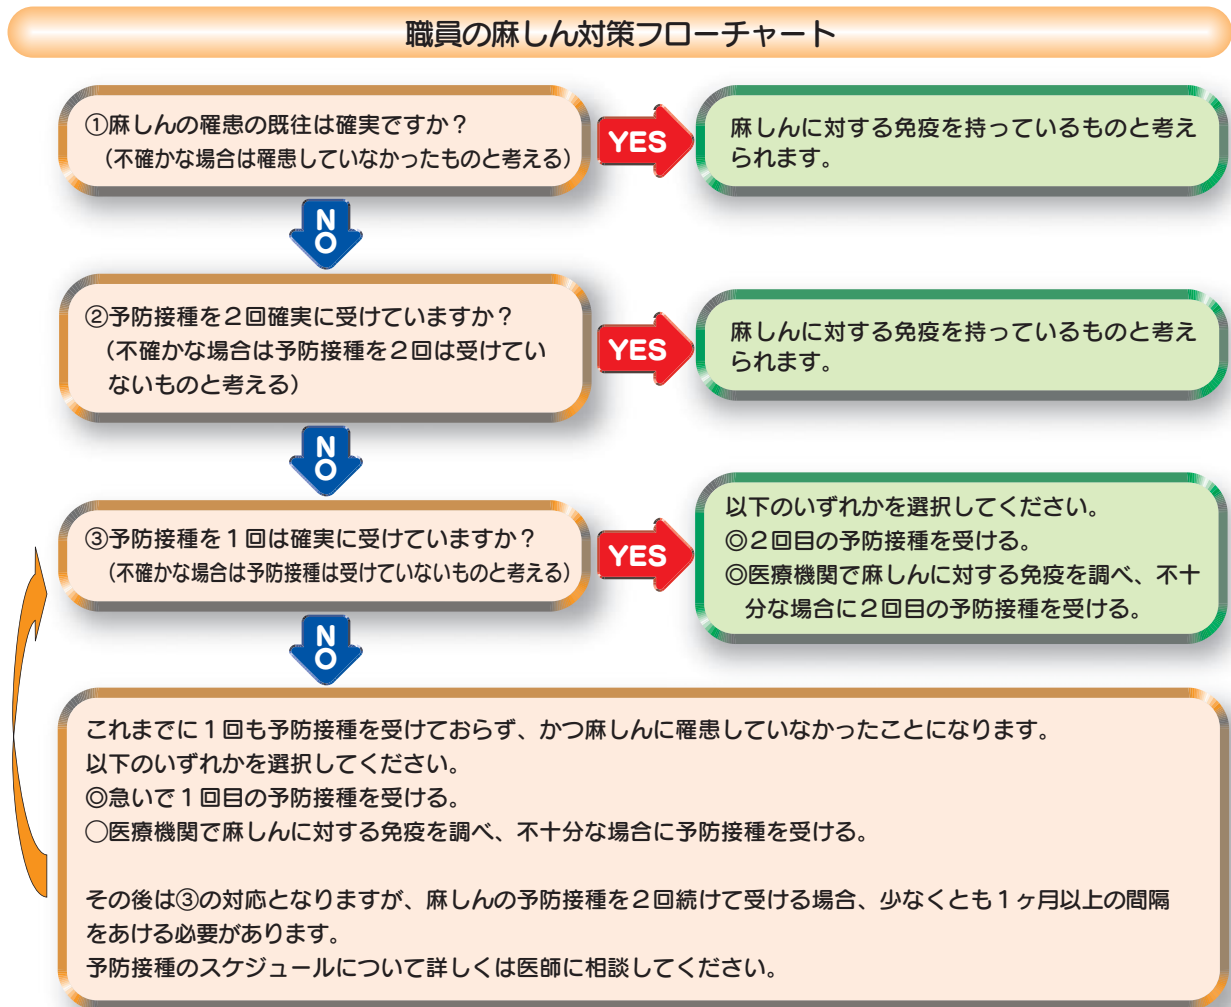 職員の麻しん対策フローチャート
①麻しんの罹患の既往は確実ですか？
（不確かな場合は罹患していなかったものと考える）
YES
麻しんに対する免疫を持っているものと考え
られます。
NO
②予防接種を２回確実に受けていますか？
（不確かな場合は予防接種を２回は受けてい
ないものと考える）
YES
麻しんに対する免疫を持っているものと考え
られます。
NO
③予防接種を１回は確実に受けていますか？
（不確かな場合は予防接種は受けていないものと考える）
YES
以下のいずれかを選択してください。
◎２回目の予防接種を受ける。
◎医療機関で麻しんに対する免疫を調べ、不十
分な場合に２回目の予防接種を受ける。
NO
これまでに１回も予防接種を受けておらず、かつ麻しんに罹患していなかったことになります。
以下のいずれかを選択してください。
◎急いで１回目の予防接種を受ける。
○医療機関で麻しんに対する免疫を調べ、不十分な場合に予防接種を受ける。
その後は③の対応となりますが、麻しんの予防接種を２回続けて受ける場合、少なくとも１ヶ月以上の間隔
をあける必要があります。
予防接種のスケジュールについて詳しくは医師に相談してください。